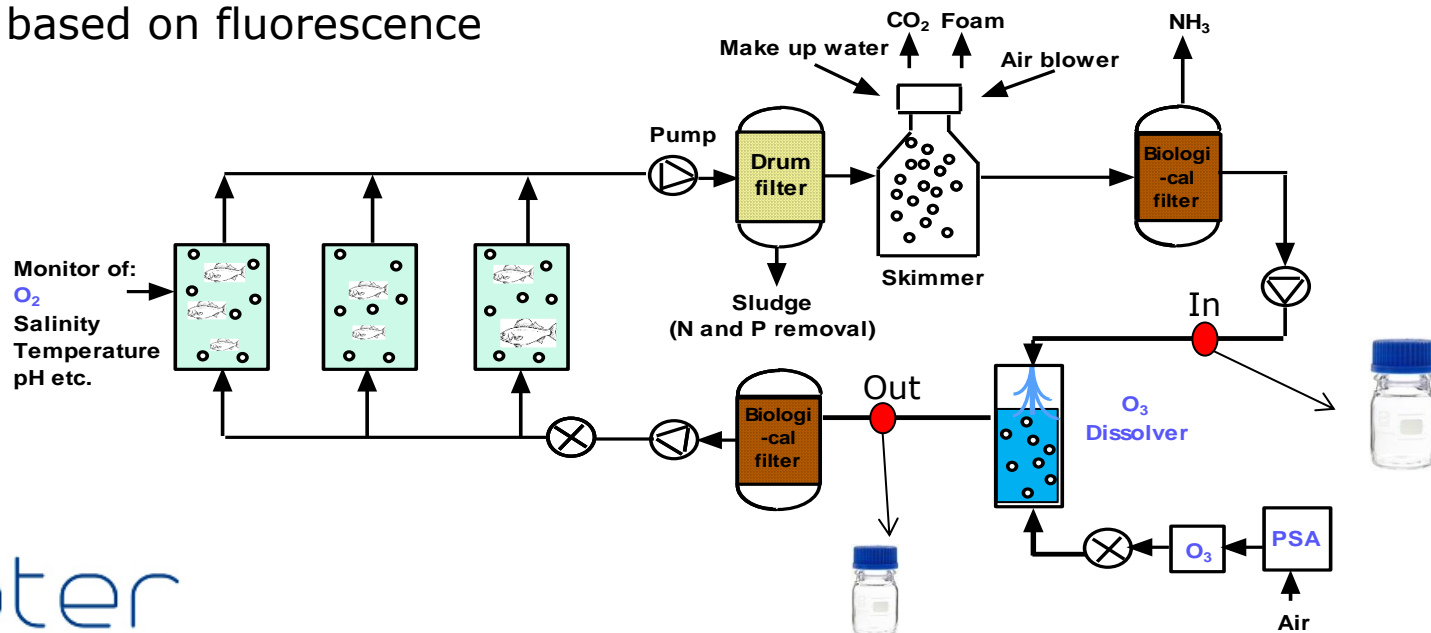 based on fluorescence
CO₂ Foam
NH₃
Make up water
Air blower
Pump
Drum
filter
Biologi
-cal
filter
Skimmer
Monitor of:
O₂
Salinity
Temperature
pH etc.
Sludge
(N and P removal)
In
Out
O₃
Dissolver
Biologi
-cal
filter
O₃
PSA
Air